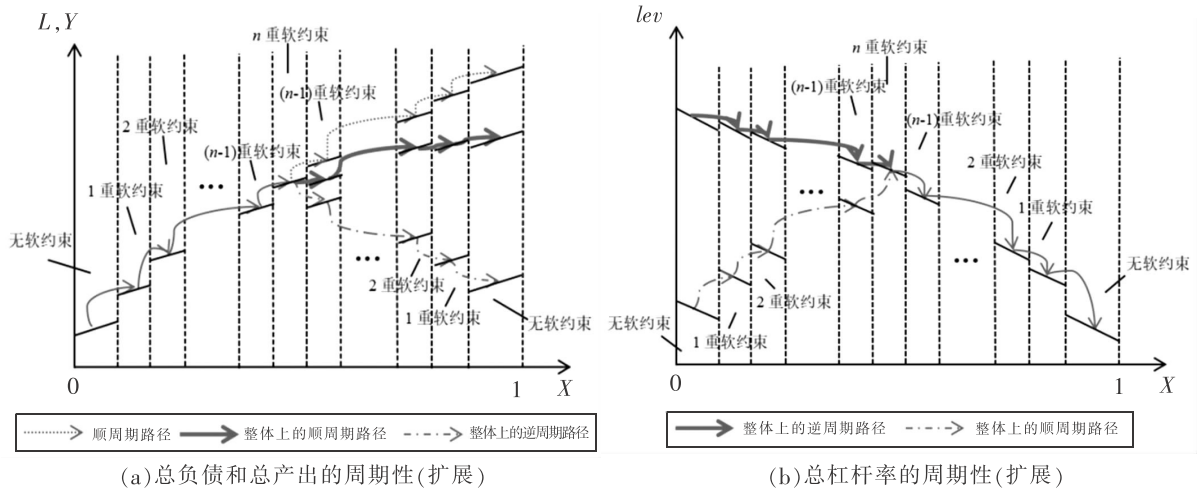 L,Y
n重软约束
(n-1)重软约束
2重软约束
(n-1)重软约束
1重软约束
无软约束
2重软约束
1重软约束
无软约束
0
1
X
顺周期路径
整体上的顺周期路径
整体上的逆周期路径
(a)总负债和总产出的周期性(扩展)
lev
n重软约束
(n-1)重软约束
(n-1)重软约束
2重软约束
1重软约束
无软约束
2重软约束
1重软约束
无软约束
0
1
X
整体上的逆周期路径
整体上的顺周期路径
(b)总杠杆率的周期性(扩展)